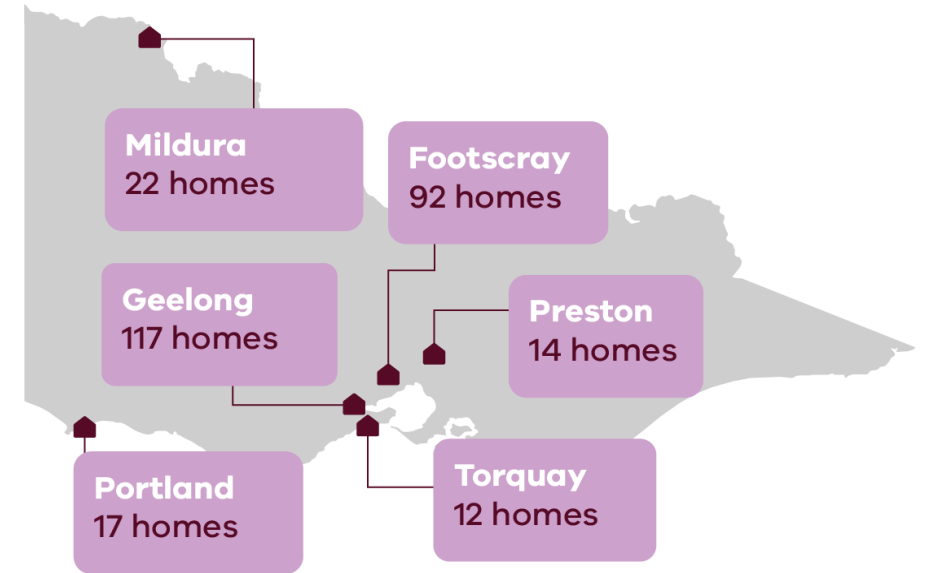 Mildura
22 homes
Footscray
92 homes
Geelong
117 homes
Preston
14 homes
Portland
17 homes
Torquay
12 homes